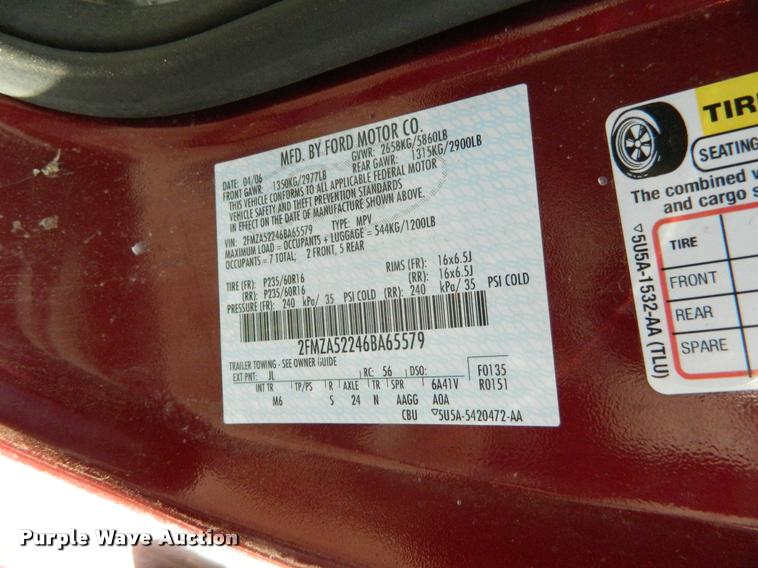 MFD. BY FORD MOTOR CO.
DATE: 04/06 GVWR: 2658KG/5860LB
FRONT GAWR: 1350KG/2977LB REAR GAWR: 1315KG/2900LB
THIS VEHICLE CONFORMS TO ALL APPLICABLE FEDERAL MOTOR
VEHICLE SAFETY AND THEFT PREVENTION STANDARDS
IN EFFECT ON THE DATE OF MANUFACTURE SHOWN ABOVE.
VIN: 2FMZA52246BA65579 TYPE: MPV
MAXIMUM LOAD = OCCUPANTS + LUGGAGE = 544KG/1200LB
OCCUPANTS = 7 TOTAL; 2 FRONT, 5 REAR
TIRE (FR): P235/60R16 RIMS (FR): 16x6.5J
(RR): P235/60R16 (RR): 16x6.5J
PRESSURE (FR): 240 kPa/ 35 PSI COLD (RR): 240 kPa/ 35 PSI COLD
2FMZA52246BA65579
TRAILER TOWING - SEE OWNER GUIDE
EXT PNT: JL RC: 56 DSO: F0135
INT TR TP/PS R AXLE TR SPR 6A41V R0151
M6 S 24 N AAGG A0A
CBU ▽5U5A-5420472-AA
TIR
SEATING
The combined
and cargo
TIRE
FRONT
REAR
SPARE
▽5U5A-1532-AA (TLU)
Purple Wave Auction